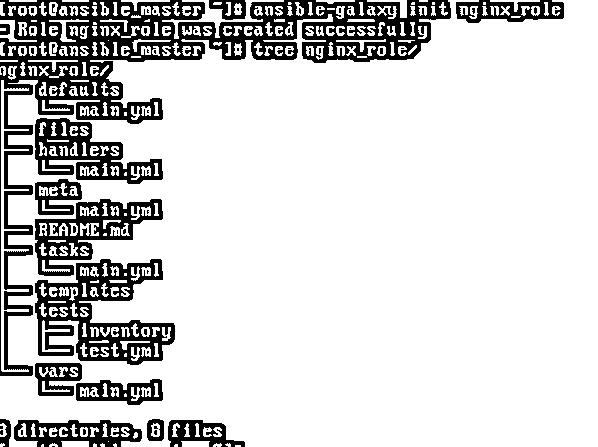 [root@ansible_master ~]# ansible-galaxy init nginx_role
- Role nginx_role was created successfully
[root@ansible_master ~]# tree nginx_role/
nginx_role/
├── defaults
│   └── main.yml
├── files
├── handlers
│   └── main.yml
├── meta
│   └── main.yml
├── README.md
├── tasks
│   └── main.yml
├── templates
├── tests
│   ├── inventory
│   └── test.yml
└── vars
    └── main.yml
8 directories, 8 files